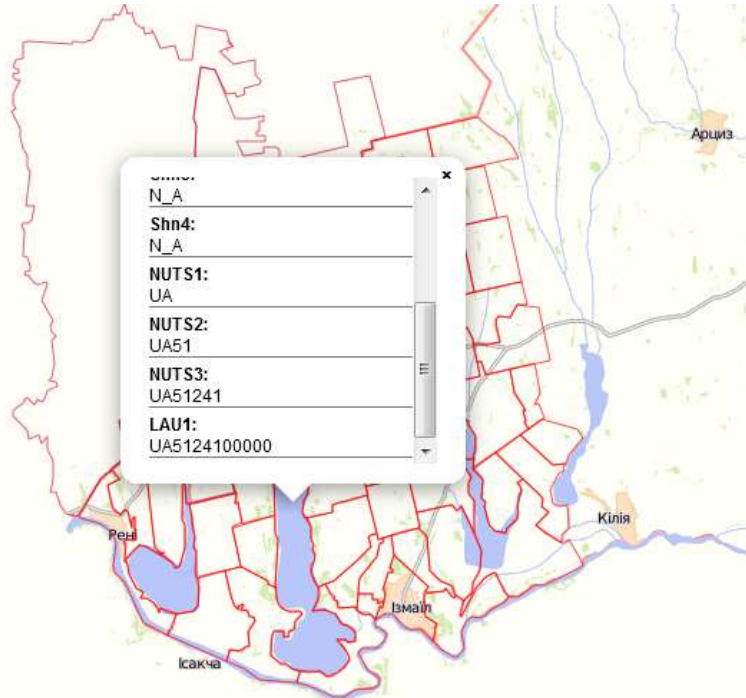 Арциз
×
N_A
Shn4:
N_A
NUTS1:
UA
NUTS2:
UA51
NUTS3:
UA51241
LAU1:
UA5124100000
Рені
Кілія
Ізмаїл
Ісакча